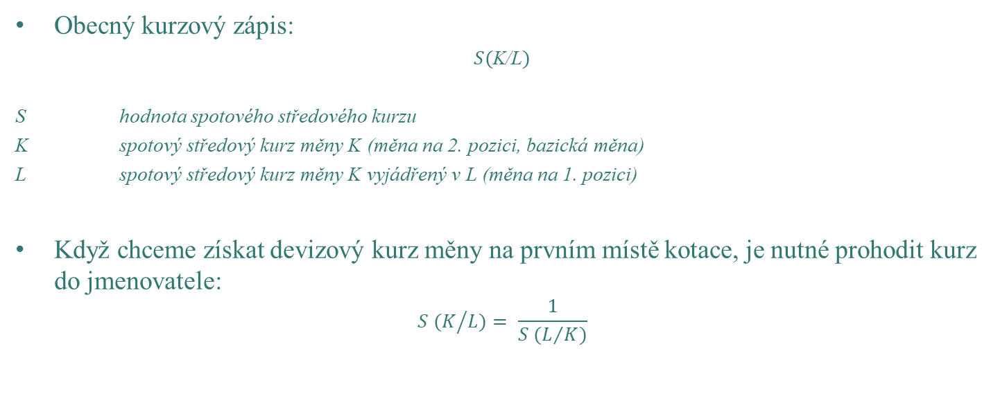 • Obecný kurzový zápis:
S(K/L)
S hodnota spotového středového kurzu
K spotový středový kurz měny K (měna na 2. pozici, bazická měna)
L spotový středový kurz měny K vyjádřený v L (měna na 1. pozici)
• Když chceme získat devizový kurz měny na prvním místě kotace, je nutné prohodit kurz
do jmenovatele:
S (K/L) = 1 / S (L/K)